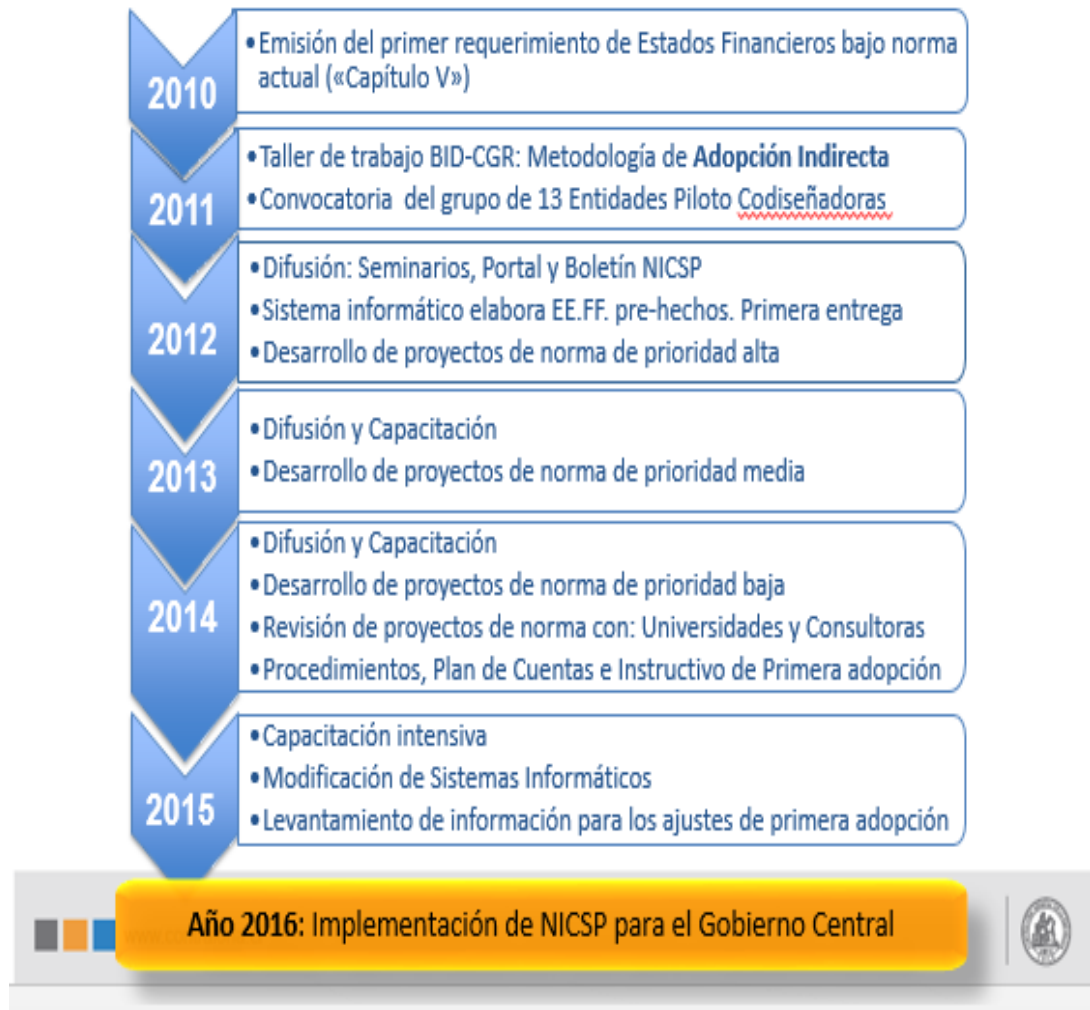 2010
•Emisión del primer requerimiento de Estados Financieros bajo norma
actual («Capítulo V»)
2011
•Taller de trabajo BID-CGR: Metodología de Adopción Indirecta
•Convocatoria del grupo de 13 Entidades Piloto Codiseñadoras
2012
•Difusión: Seminarios, Portal y Boletín NICSP
•Sistema informático elabora EE.FF. pre-hechos. Primera entrega
•Desarrollo de proyectos de norma de prioridad alta
2013
•Difusión y Capacitación
•Desarrollo de proyectos de norma de prioridad media
2014
•Difusión y Capacitación
•Desarrollo de proyectos de norma de prioridad baja
•Revisión de proyectos de norma con: Universidades y Consultoras
•Procedimientos, Plan de Cuentas e Instructivo de Primera adopción
2015
•Capacitación intensiva
•Modificación de Sistemas Informáticos
•Levantamiento de información para los ajustes de primera adopción
Año 2016: Implementación de NICSP para el Gobierno Central